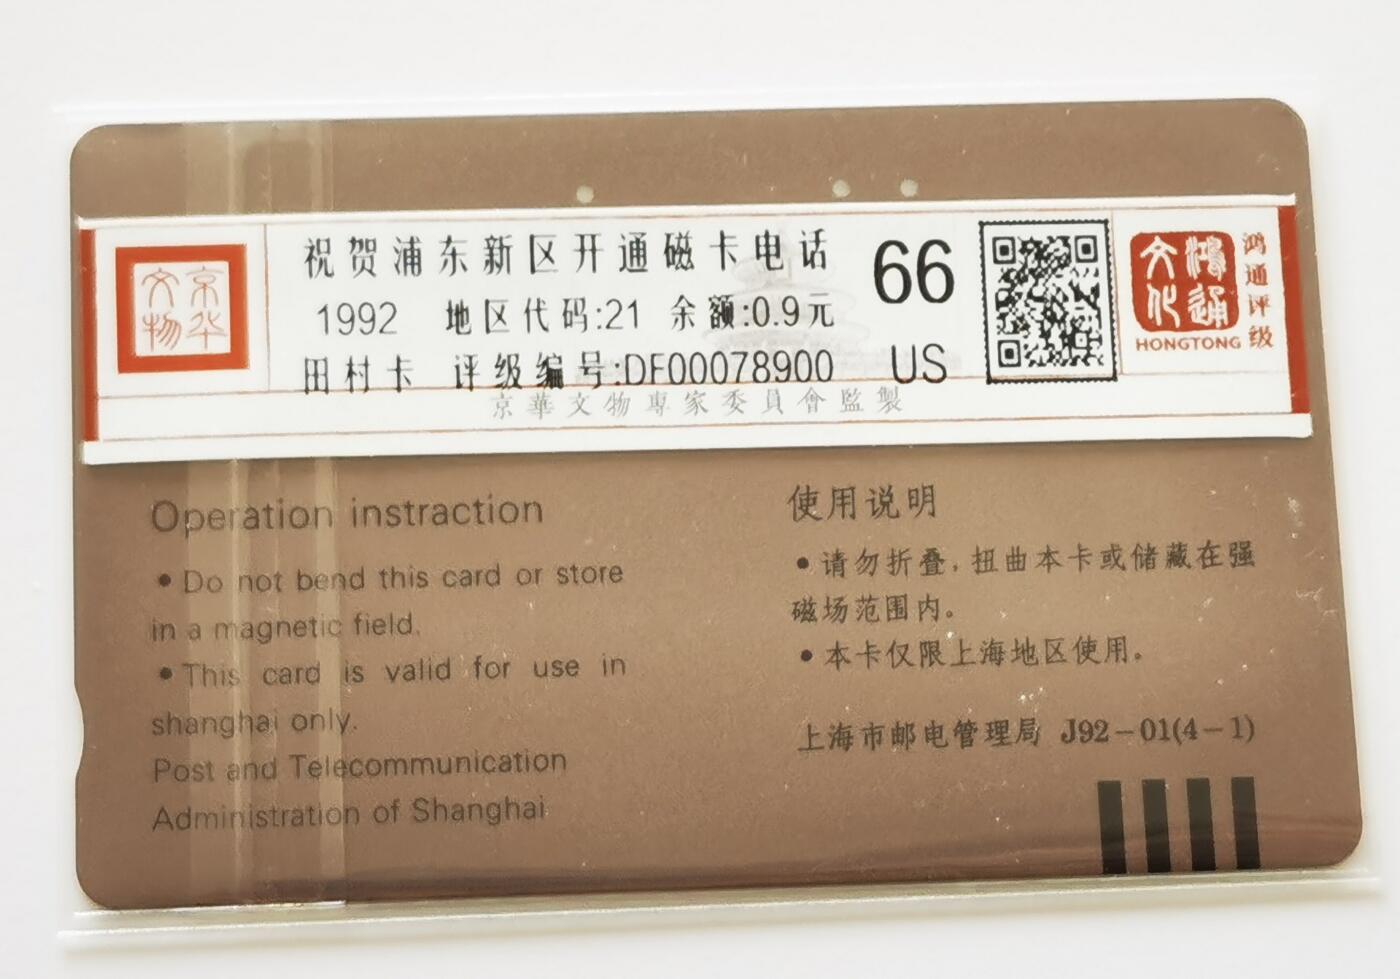 京华
文物
祝贺浦东新区开通磁卡电话
1992 地区代码:21 余额:0.9元
田村卡 评级编号:DF00078900
66
US
鸿通
文化
HONGTONG
鸿通评级
京華文物專家委員會監製
Operation instraction
• Do not bend this card or store
in a magnetic field.
• This card is valid for use in
shanghai only.
Post and Telecommunication
Administration of Shanghai
使用说明
• 请勿折叠，扭曲本卡或储藏在强
磁场范围内。
• 本卡仅限上海地区使用。
上海市邮电管理局 J92-01(4-1)